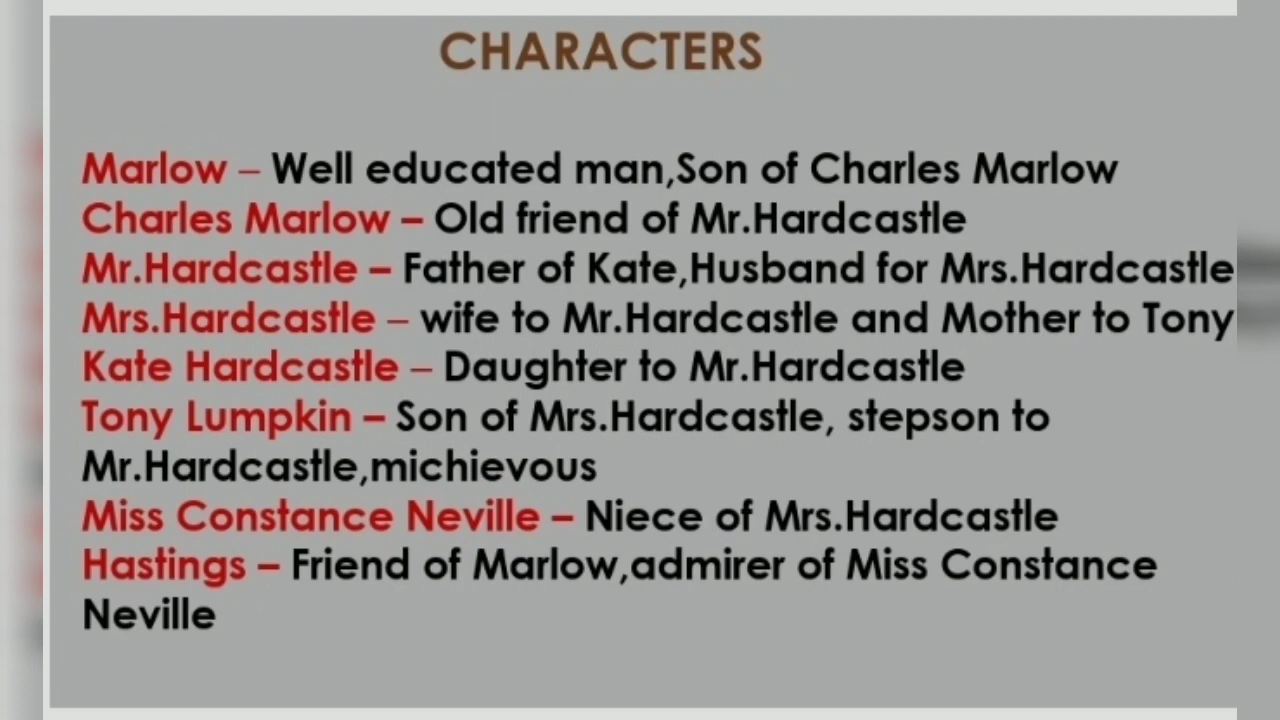 CHARACTERS
Marlow – Well educated man,Son of Charles Marlow
Charles Marlow – Old friend of Mr.Hardcastle
Mr.Hardcastle – Father of Kate,Husband for Mrs.Hardcastle
Mrs.Hardcastle – wife to Mr.Hardcastle and Mother to Tony
Kate Hardcastle – Daughter to Mr.Hardcastle
Tony Lumpkin – Son of Mrs.Hardcastle, stepson to
Mr.Hardcastle,michievous
Miss Constance Neville – Niece of Mrs.Hardcastle
Hastings – Friend of Marlow,admirer of Miss Constance
Neville